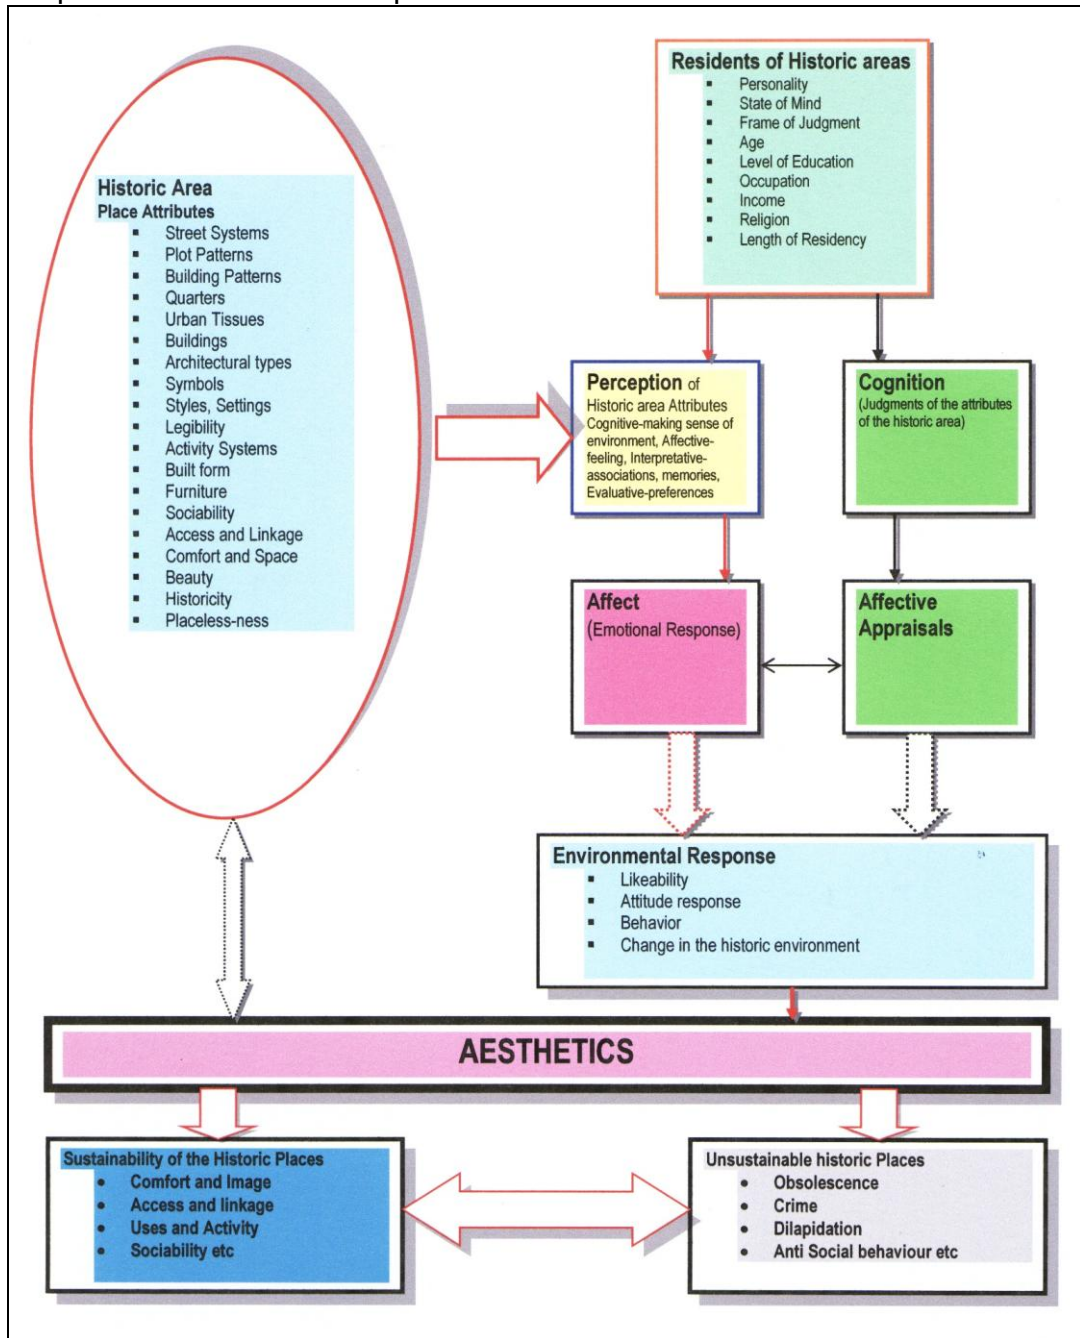 Historic Area
Place Attributes
▪ Street Systems
▪ Plot Patterns
▪ Building Patterns
▪ Quarters
▪ Urban Tissues
▪ Buildings
▪ Architectural types
▪ Symbols
▪ Styles, Settings
▪ Legibility
▪ Activity Systems
▪ Built form
▪ Furniture
▪ Sociability
▪ Access and Linkage
▪ Comfort and Space
▪ Beauty
▪ Historicity
▪ Placeless-ness
Residents of Historic areas
▪ Personality
▪ State of Mind
▪ Frame of Judgment
▪ Age
▪ Level of Education
▪ Occupation
▪ Income
▪ Religion
▪ Length of Residency
Perception of
Historic area Attributes
Cognitive-making sense of
environment, Affective-
feeling, Interpretative-
associations, memories,
Evaluative-preferences
Cognition
(Judgments of the attributes
of the historic area)
Affect
(Emotional Response)
Affective
Appraisals
Environmental Response
▪ Likeability
▪ Attitude response
▪ Behavior
▪ Change in the historic environment
AESTHETICS
Sustainability of the Historic Places
• Comfort and Image
• Access and linkage
• Uses and Activity
• Sociability etc
Unsustainable historic Places
• Obsolescence
• Crime
• Dilapidation
• Anti Social behaviour etc